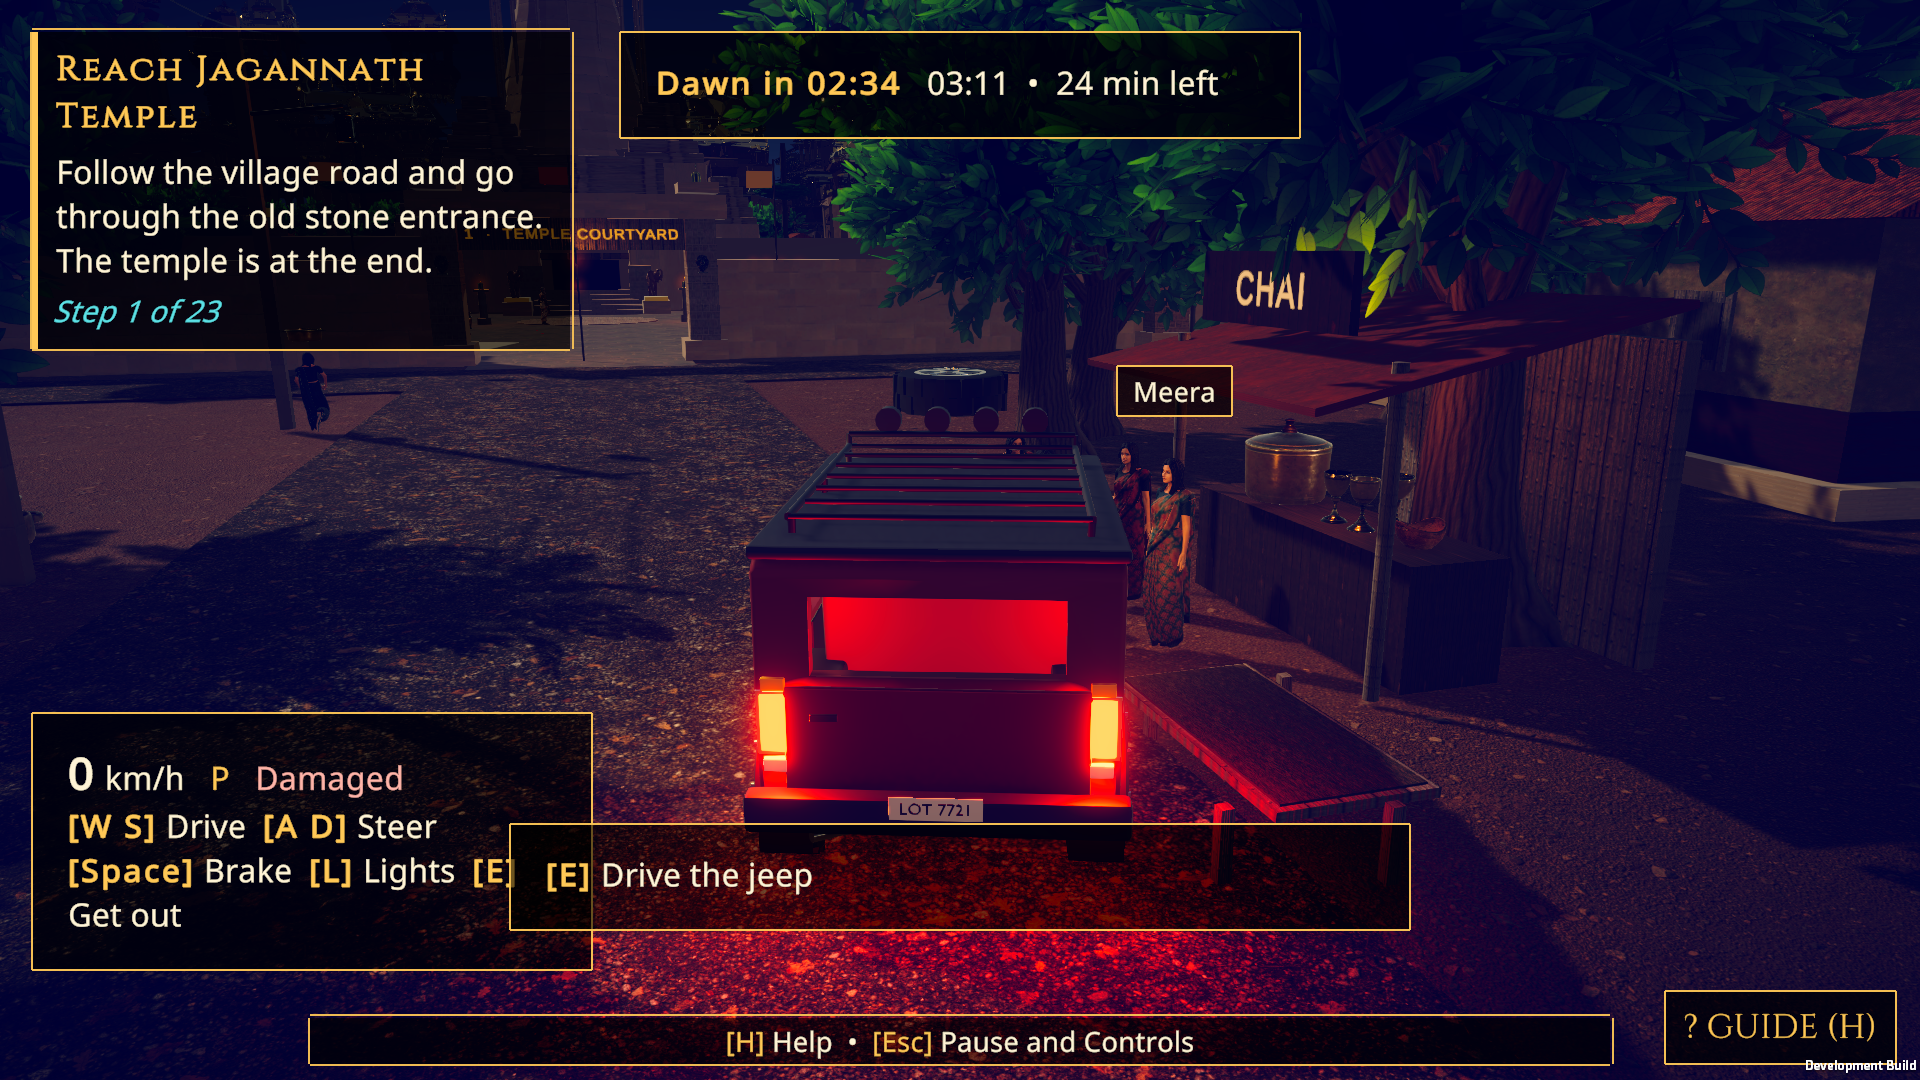 REACH JAGANNATH
TEMPLE
Follow the village road and go
through the old stone entrance.
The temple is at the end.
Step 1 of 23
Dawn in 02:34 03:11 • 24 min left
1 · TEMPLE COURTYARD
CHAI
Meera
0 km/h P Damaged
[W S] Drive [A D] Steer
[Space] Brake [L] Lights [E]
Get out
LOT 7721
[E] Drive the jeep
[H] Help • [Esc] Pause and Controls
? GUIDE (H)
Development Build